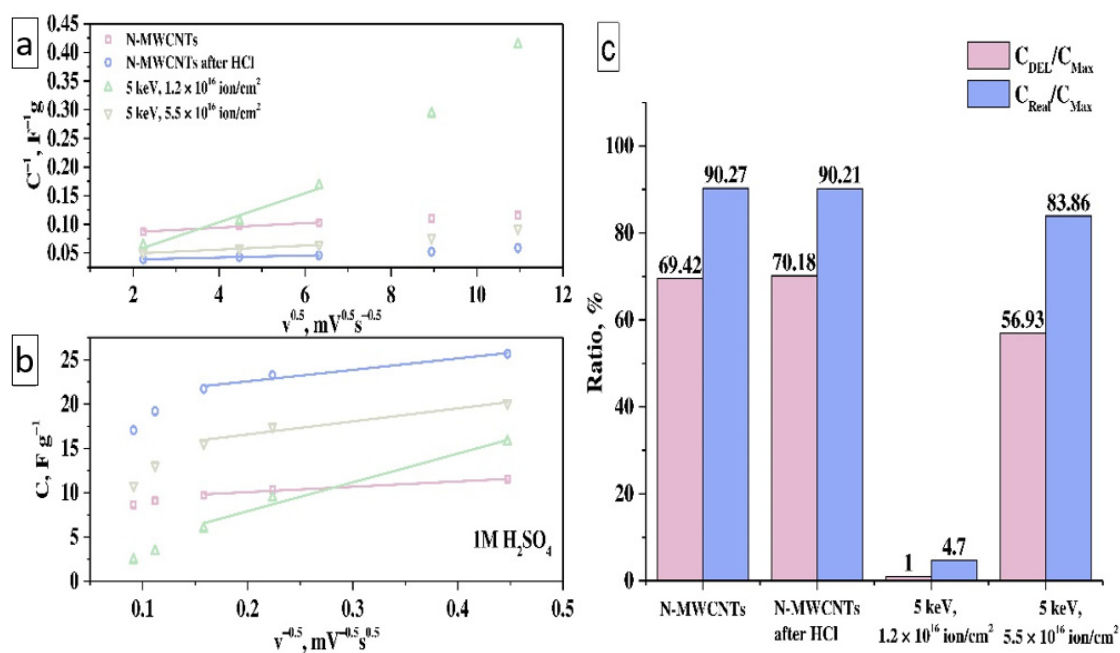 a
0.45
0.40
0.35
0.30
0.25
0.20
0.15
0.10
0.05
C⁻¹, F⁻¹g
N-MWCNTs
N-MWCNTs after HCl
5 keV, 1.2 × 10¹⁶ ion/cm²
5 keV, 5.5 × 10¹⁶ ion/cm²
2 4 6 8 10 12
v⁰·⁵, mV⁰·⁵s⁻⁰·⁵
b
25
20
15
10
5
0
C, F g⁻¹
1M H₂SO₄
0.1 0.2 0.3 0.4 0.5
v⁻⁰·⁵, mV⁻⁰·⁵s⁰·⁵
c
C_DEL/C_Max
C_Real/C_Max
100
80
60
40
20
0
Ratio, %
69.42 90.27
70.18 90.21
1 4.7
56.93 83.86
N-MWCNTs
N-MWCNTs
after HCl
5 keV,
1.2 × 10¹⁶ ion/cm²
5 keV,
5.5 × 10¹⁶ ion/cm²